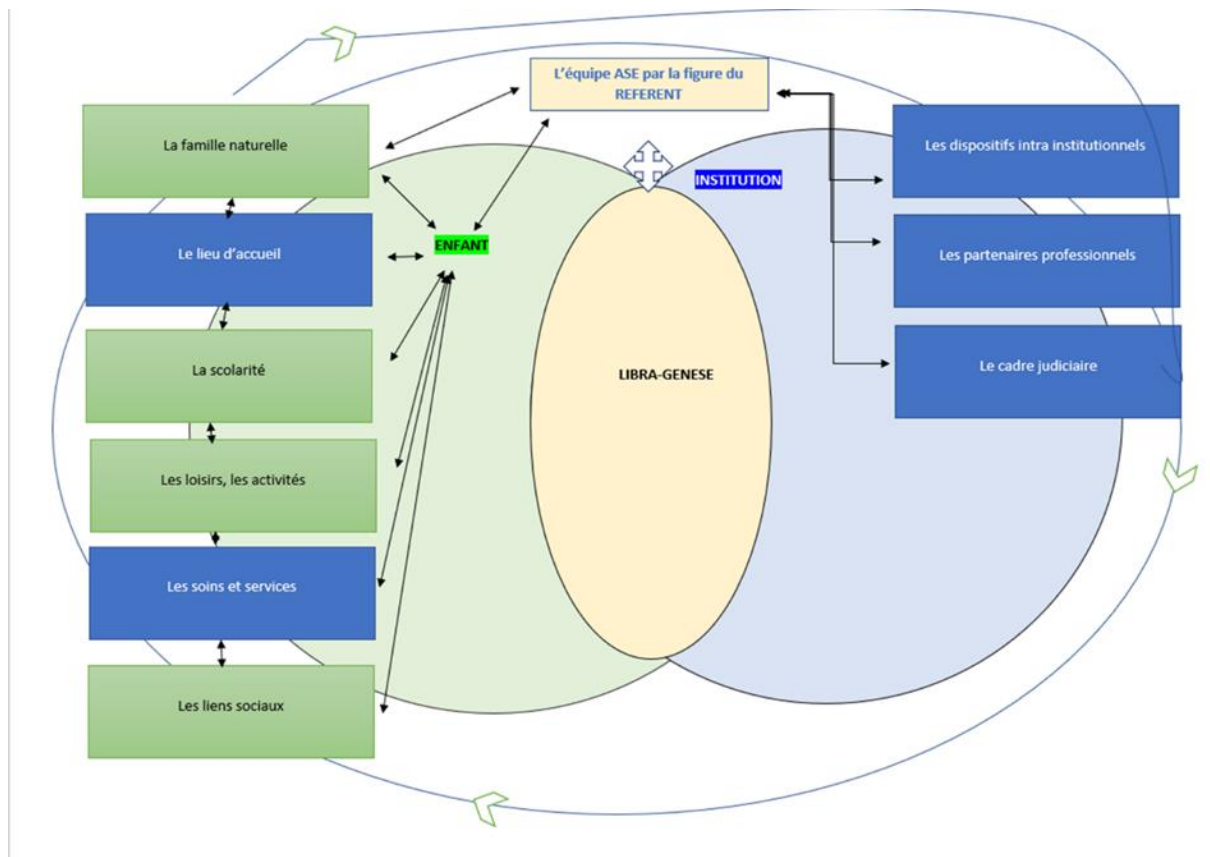 L'équipe ASE par la figure du
REFERENT
La famille naturelle
Les dispositifs intra institutionnels
INSTITUTION
ENFANT
Le lieu d'accueil
Les partenaires professionnels
La scolarité
LIBRA-GENESE
Le cadre judiciaire
Les loisirs, les activités
Les soins et services
Les liens sociaux